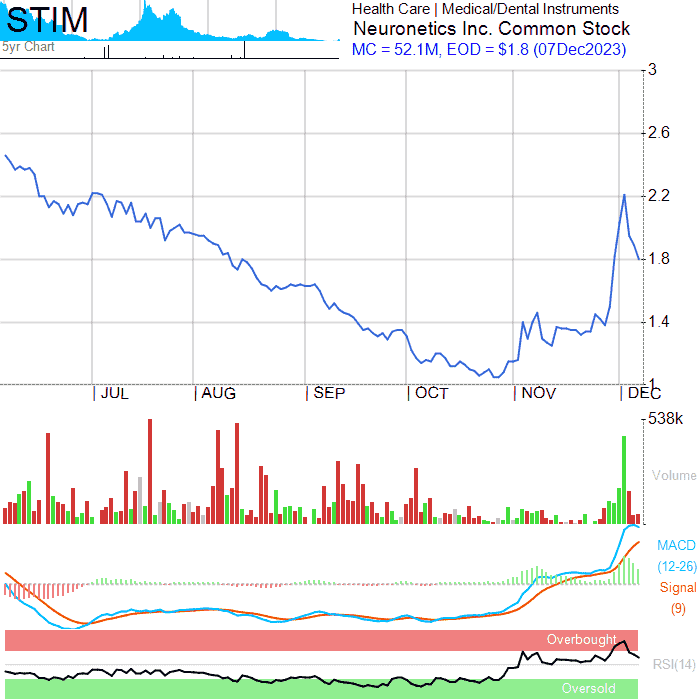 STIM
5yr Chart
Health Care | Medical/Dental Instruments
Neuronetics Inc. Common Stock
MC = 52.1M, EOD = $1.8 (07Dec2023)
3
2.6
2.2
1.8
1.4
1
JUL AUG SEP OCT NOV DEC
538k
Volume
MACD
(12-26)
Signal
(9)
Overbought
RSI(14)
Oversold